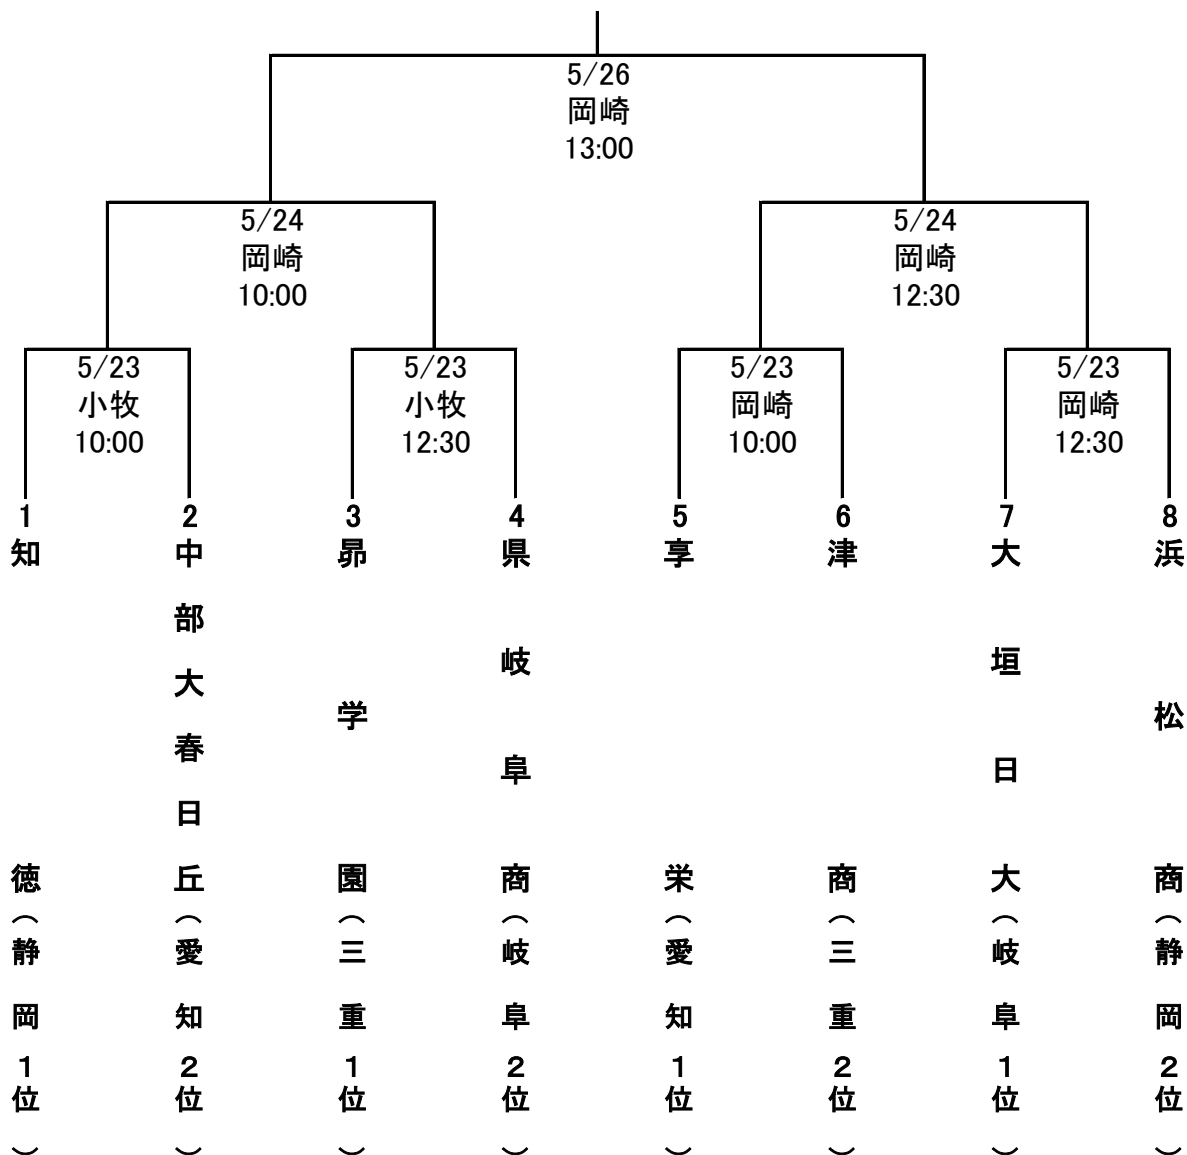 5/26
岡崎
13:00
5/24
岡崎
10:00
5/24
岡崎
12:30
5/23
小牧
10:00
5/23
小牧
12:30
5/23
岡崎
10:00
5/23
岡崎
12:30
1
知徳（静岡1位）
2
中部大春日丘（愛知2位）
3
昴学園（三重1位）
4
県岐阜商（岐阜2位）
5
享栄（愛知1位）
6
津商（三重2位）
7
大垣日大（岐阜1位）
8
浜松商（静岡2位）